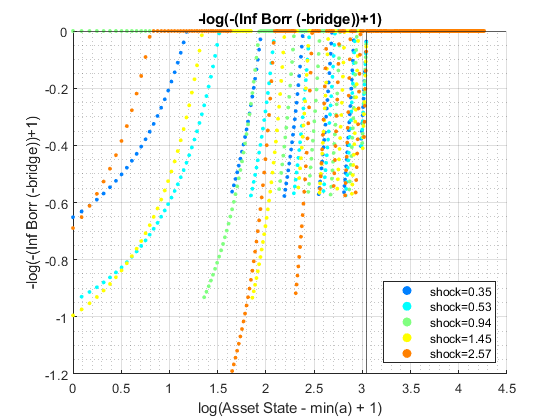 -log(-(Inf Borr (-bridge))+1)
0
-0.2
-0.4
-0.6
-0.8
-1
-1.2
-log(-(Inf Borr (-bridge))+1)
0 0.5 1 1.5 2 2.5 3 3.5 4 4.5
log(Asset State - min(a) + 1)
shock=0.35
shock=0.53
shock=0.94
shock=1.45
shock=2.57